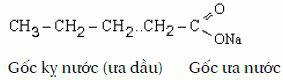 O
CH₃–CH₂–CH₂..CH₂–C
ONa
Gốc kỵ nước (ưa dầu) Gốc ưa nước